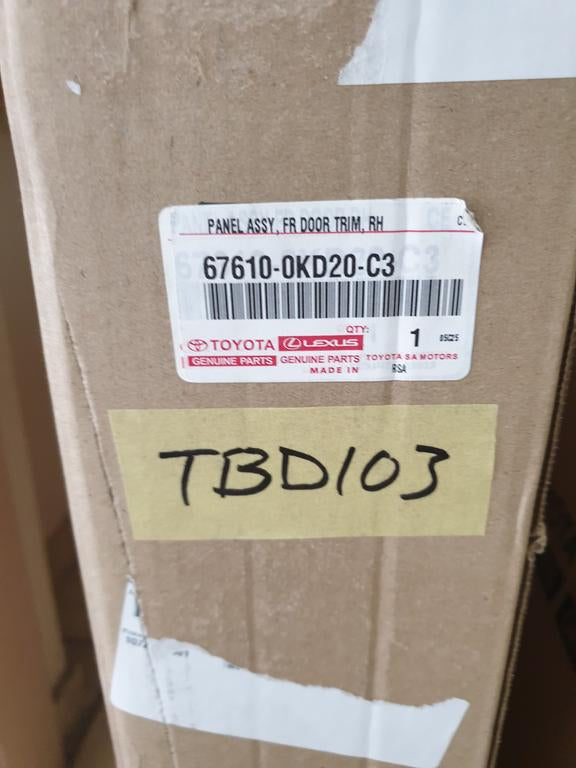 PANEL ASSY, FR DOOR TRIM, RH
67610-0KD20-C3
QTY: 1 05C25
TOYOTA LEXUS
GENUINE PARTS GENUINE PARTS TOYOTA SA MOTORS
MADE IN RSA
TBD103